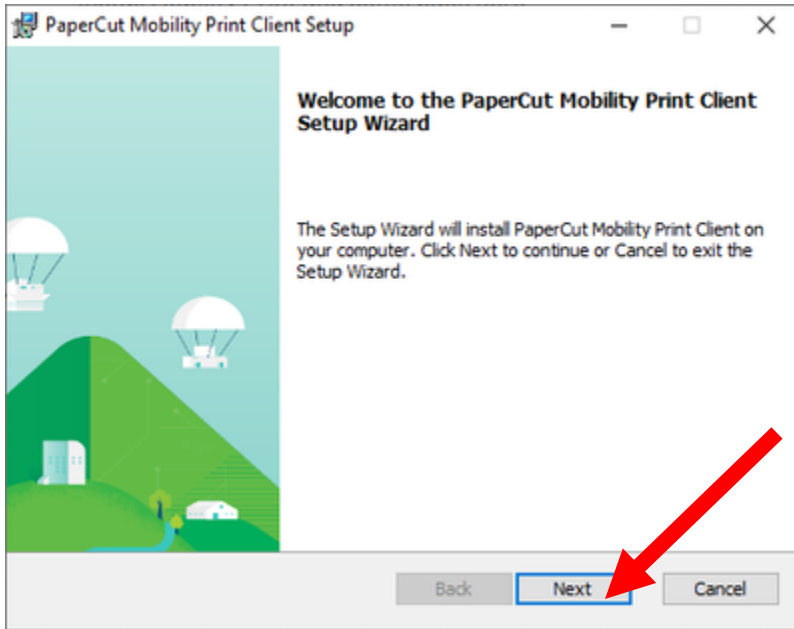 PaperCut Mobility Print Client Setup
Welcome to the PaperCut Mobility Print Client
Setup Wizard
The Setup Wizard will install PaperCut Mobility Print Client on
your computer. Click Next to continue or Cancel to exit the
Setup Wizard.
Back
Next
Cancel